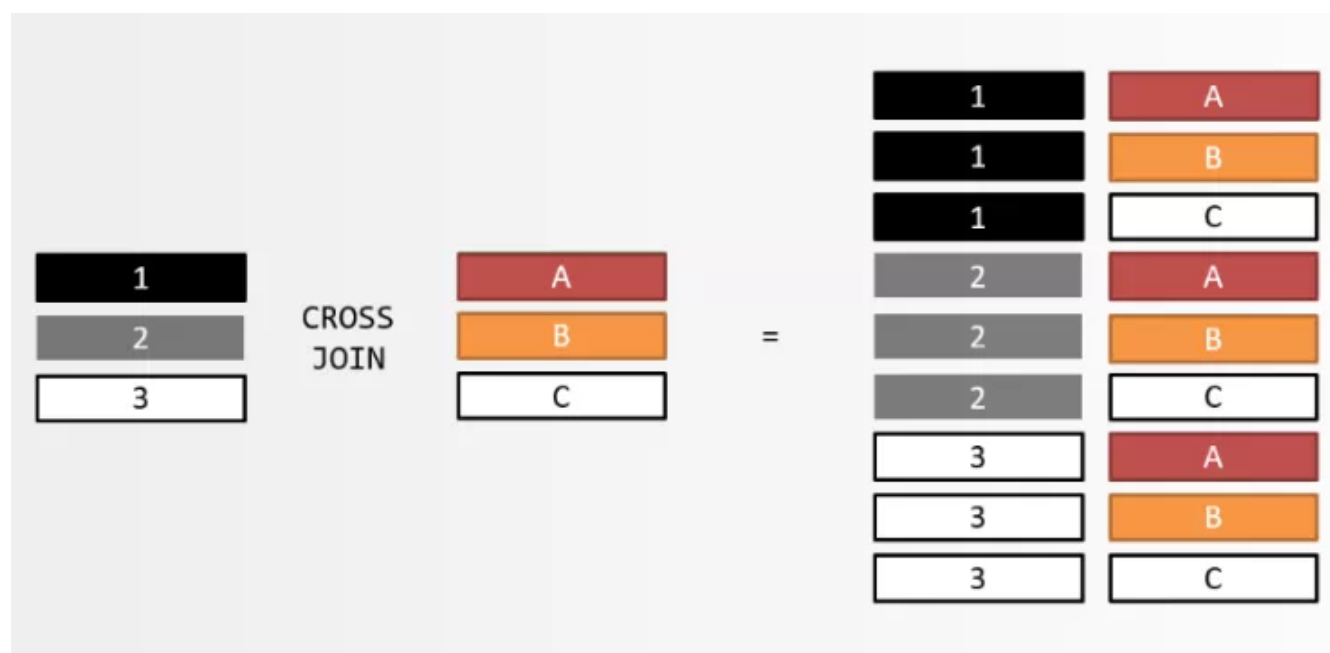 1 A
1 B
1 C
1 A 2 A
CROSS
2 B = 2 B
JOIN
3 C 2 C
3 A
3 B
3 C